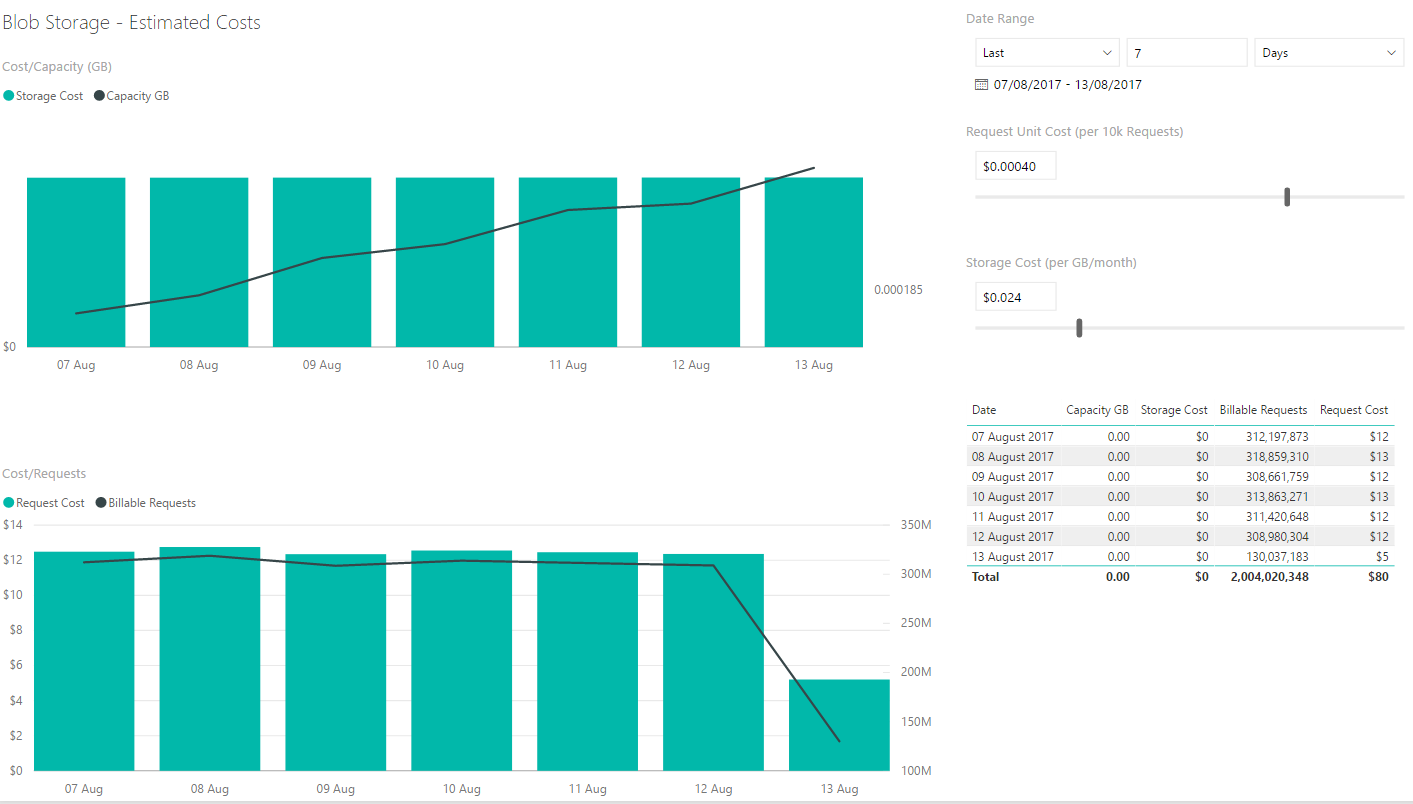 Blob Storage - Estimated Costs
Cost/Capacity (GB)
Storage Cost Capacity GB
0.000185
$0
07 Aug 08 Aug 09 Aug 10 Aug 11 Aug 12 Aug 13 Aug
Cost/Requests
Request Cost Billable Requests
$14 350M
$12
300M
$10
$8 250M
$6 200M
$4
150M
$2
$0 100M
07 Aug 08 Aug 09 Aug 10 Aug 11 Aug 12 Aug 13 Aug
Date Range
Last 7 Days
07/08/2017 - 13/08/2017
Request Unit Cost (per 10k Requests)
$0.00040
Storage Cost (per GB/month)
$0.024
Date Capacity GB Storage Cost Billable Requests Request Cost
07 August 2017 0.00 $0 312,197,873 $12
08 August 2017 0.00 $0 318,859,310 $13
09 August 2017 0.00 $0 308,661,759 $12
10 August 2017 0.00 $0 313,863,271 $13
11 August 2017 0.00 $0 311,420,648 $12
12 August 2017 0.00 $0 308,980,304 $12
13 August 2017 0.00 $0 130,037,183 $5
Total 0.00 $0 2,004,020,348 $80